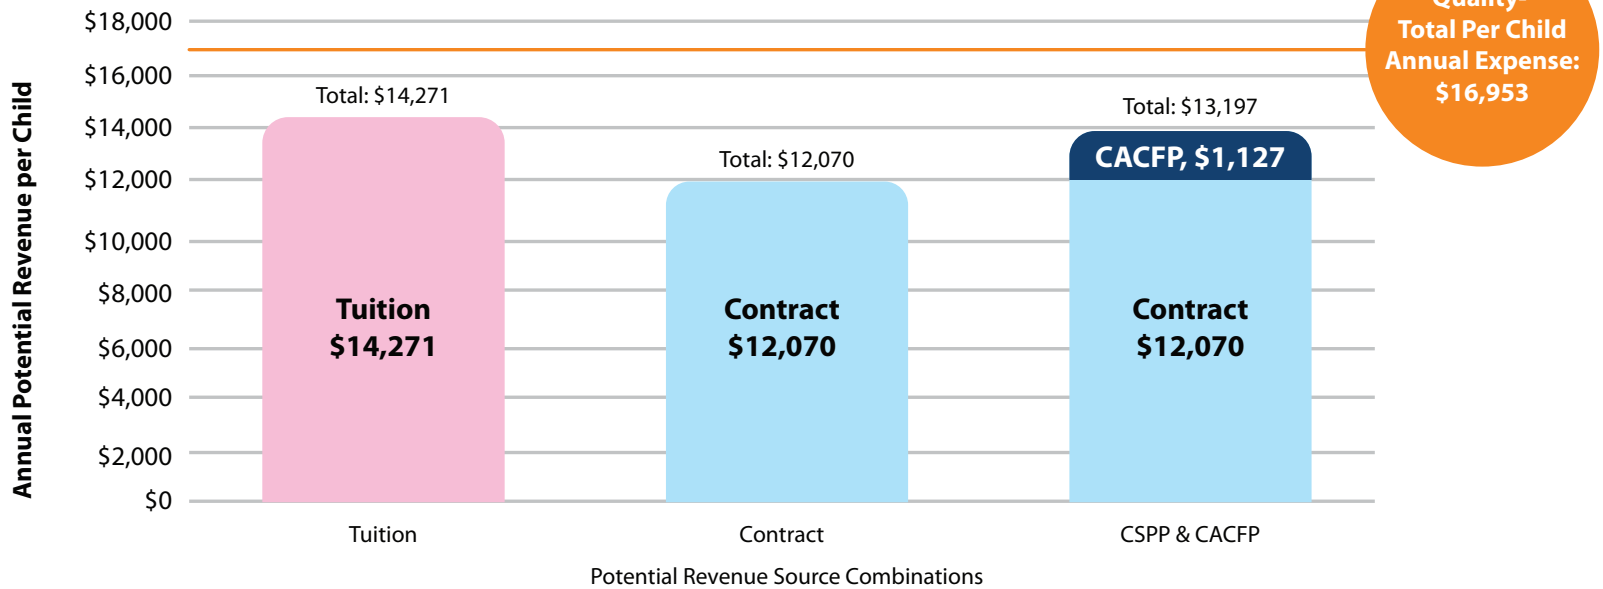 Annual Potential Revenue per Child
$18,000
$16,000
$14,000
$12,000
$10,000
$8,000
$6,000
$4,000
$2,000
$0
Total: $14,271
Tuition
$14,271
Total: $12,070
Contract
$12,070
Total: $13,197
CACFP, $1,127
Contract
$12,070
Quality-
Total Per Child
Annual Expense:
$16,953
Tuition
Contract
CSPP & CACFP
Potential Revenue Source Combinations